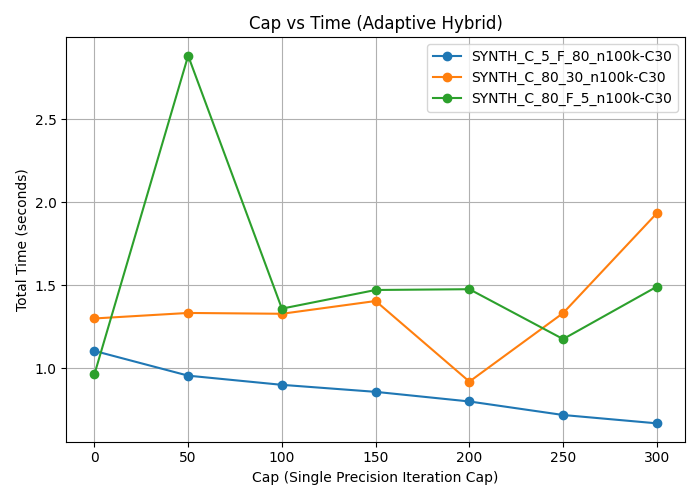 Cap vs Time (Adaptive Hybrid)
SYNTH_C_5_F_80_n100k-C30
SYNTH_C_80_30_n100k-C30
SYNTH_C_80_F_5_n100k-C30
Total Time (seconds)
2.5
2.0
1.5
1.0
0 50 100 150 200 250 300
Cap (Single Precision Iteration Cap)